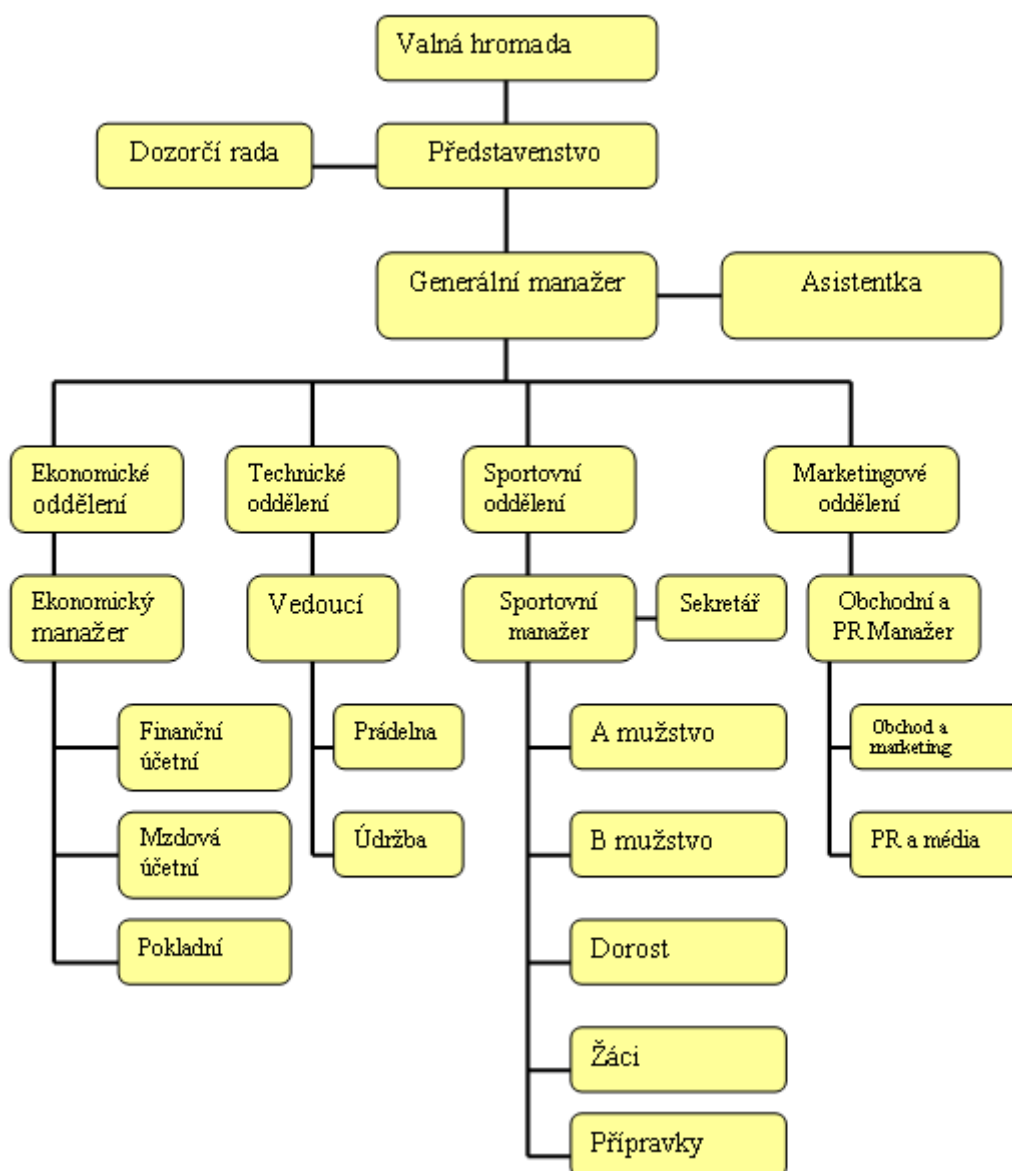 Valná hromada
Dozorčí rada
Představenstvo
Generální manažer
Asistentka
Ekonomické
oddělení
Technické
oddělení
Sportovní
oddělení
Marketingové
oddělení
Ekonomický
manažer
Vedoucí
Sportovní
manažer
Sekretář
Obchodní a
PR Manažer
Finanční
účetní
Prádelna
A mužstvo
Obchod a
marketing
Mzdová
účetní
Údržba
B mužstvo
PR a média
Pokladní
Dorost
Žáci
Přípravky